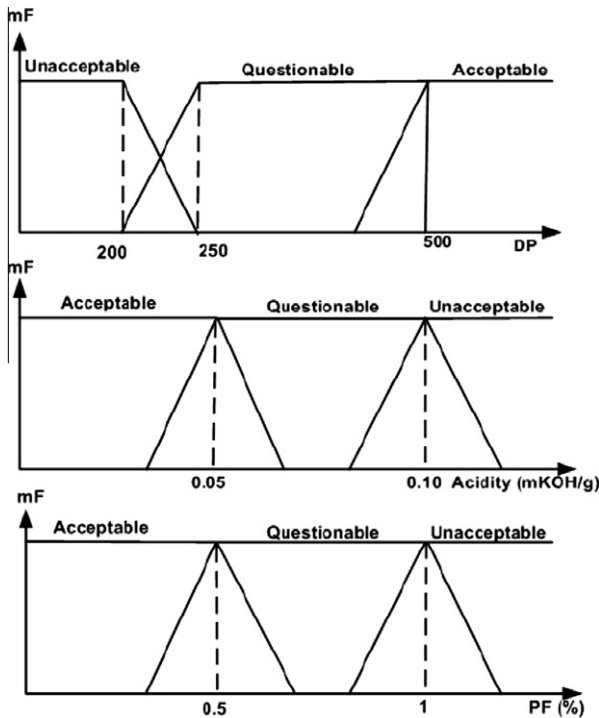 mF
Unacceptable Questionable Acceptable
200 250 500 DP
mF
Acceptable Questionable Unacceptable
0.05 0.10 Acidity (mKOH/g)
mF
Acceptable Questionable Unacceptable
0.5 1 PF (%)